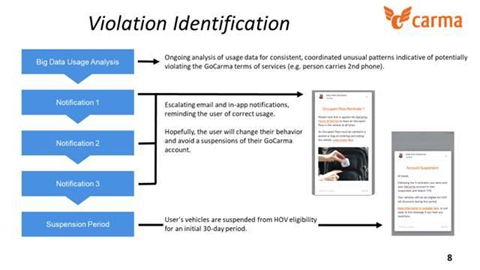 Violation Identification
carma
Big Data Usage Analysis
Ongoing analysis of usage data for consistent, coordinated unusual patterns indicative of potentially
violating the GoCarma terms of services (e.g. person carries 2nd phone).
Notification 1
Notification 2
Notification 3
Escalating email and in-app notifications,
reminding the user of correct usage.
Hopefully, the user will change their behavior
and avoid a suspensions of their GoCarma
account.
Occupant Pass Reminder 1
Suspension Period
User's vehicles are suspended from HOV eligibility
for an initial 30-day period.
Account Suspension
8